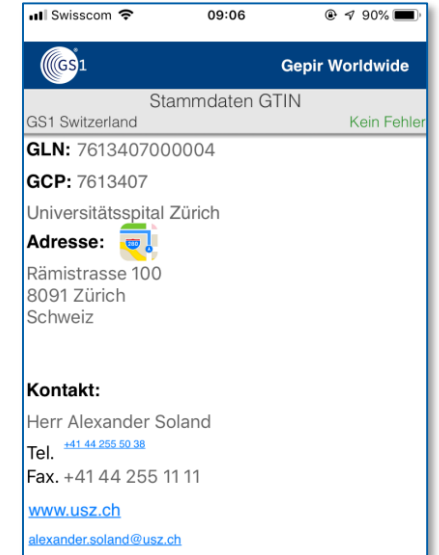 Swisscom 09:06 90%
GS1 Gepir Worldwide
Stammdaten GTIN
GS1 Switzerland Kein Fehler
GLN: 7613407000004
GCP: 7613407
Universitätsspital Zürich
Adresse:
280
Rämistrasse 100
8091 Zürich
Schweiz
Kontakt:
Herr Alexander Soland
Tel. +41 44 255 50 38
Fax. +41 44 255 11 11
www.usz.ch
alexander.soland@usz.ch